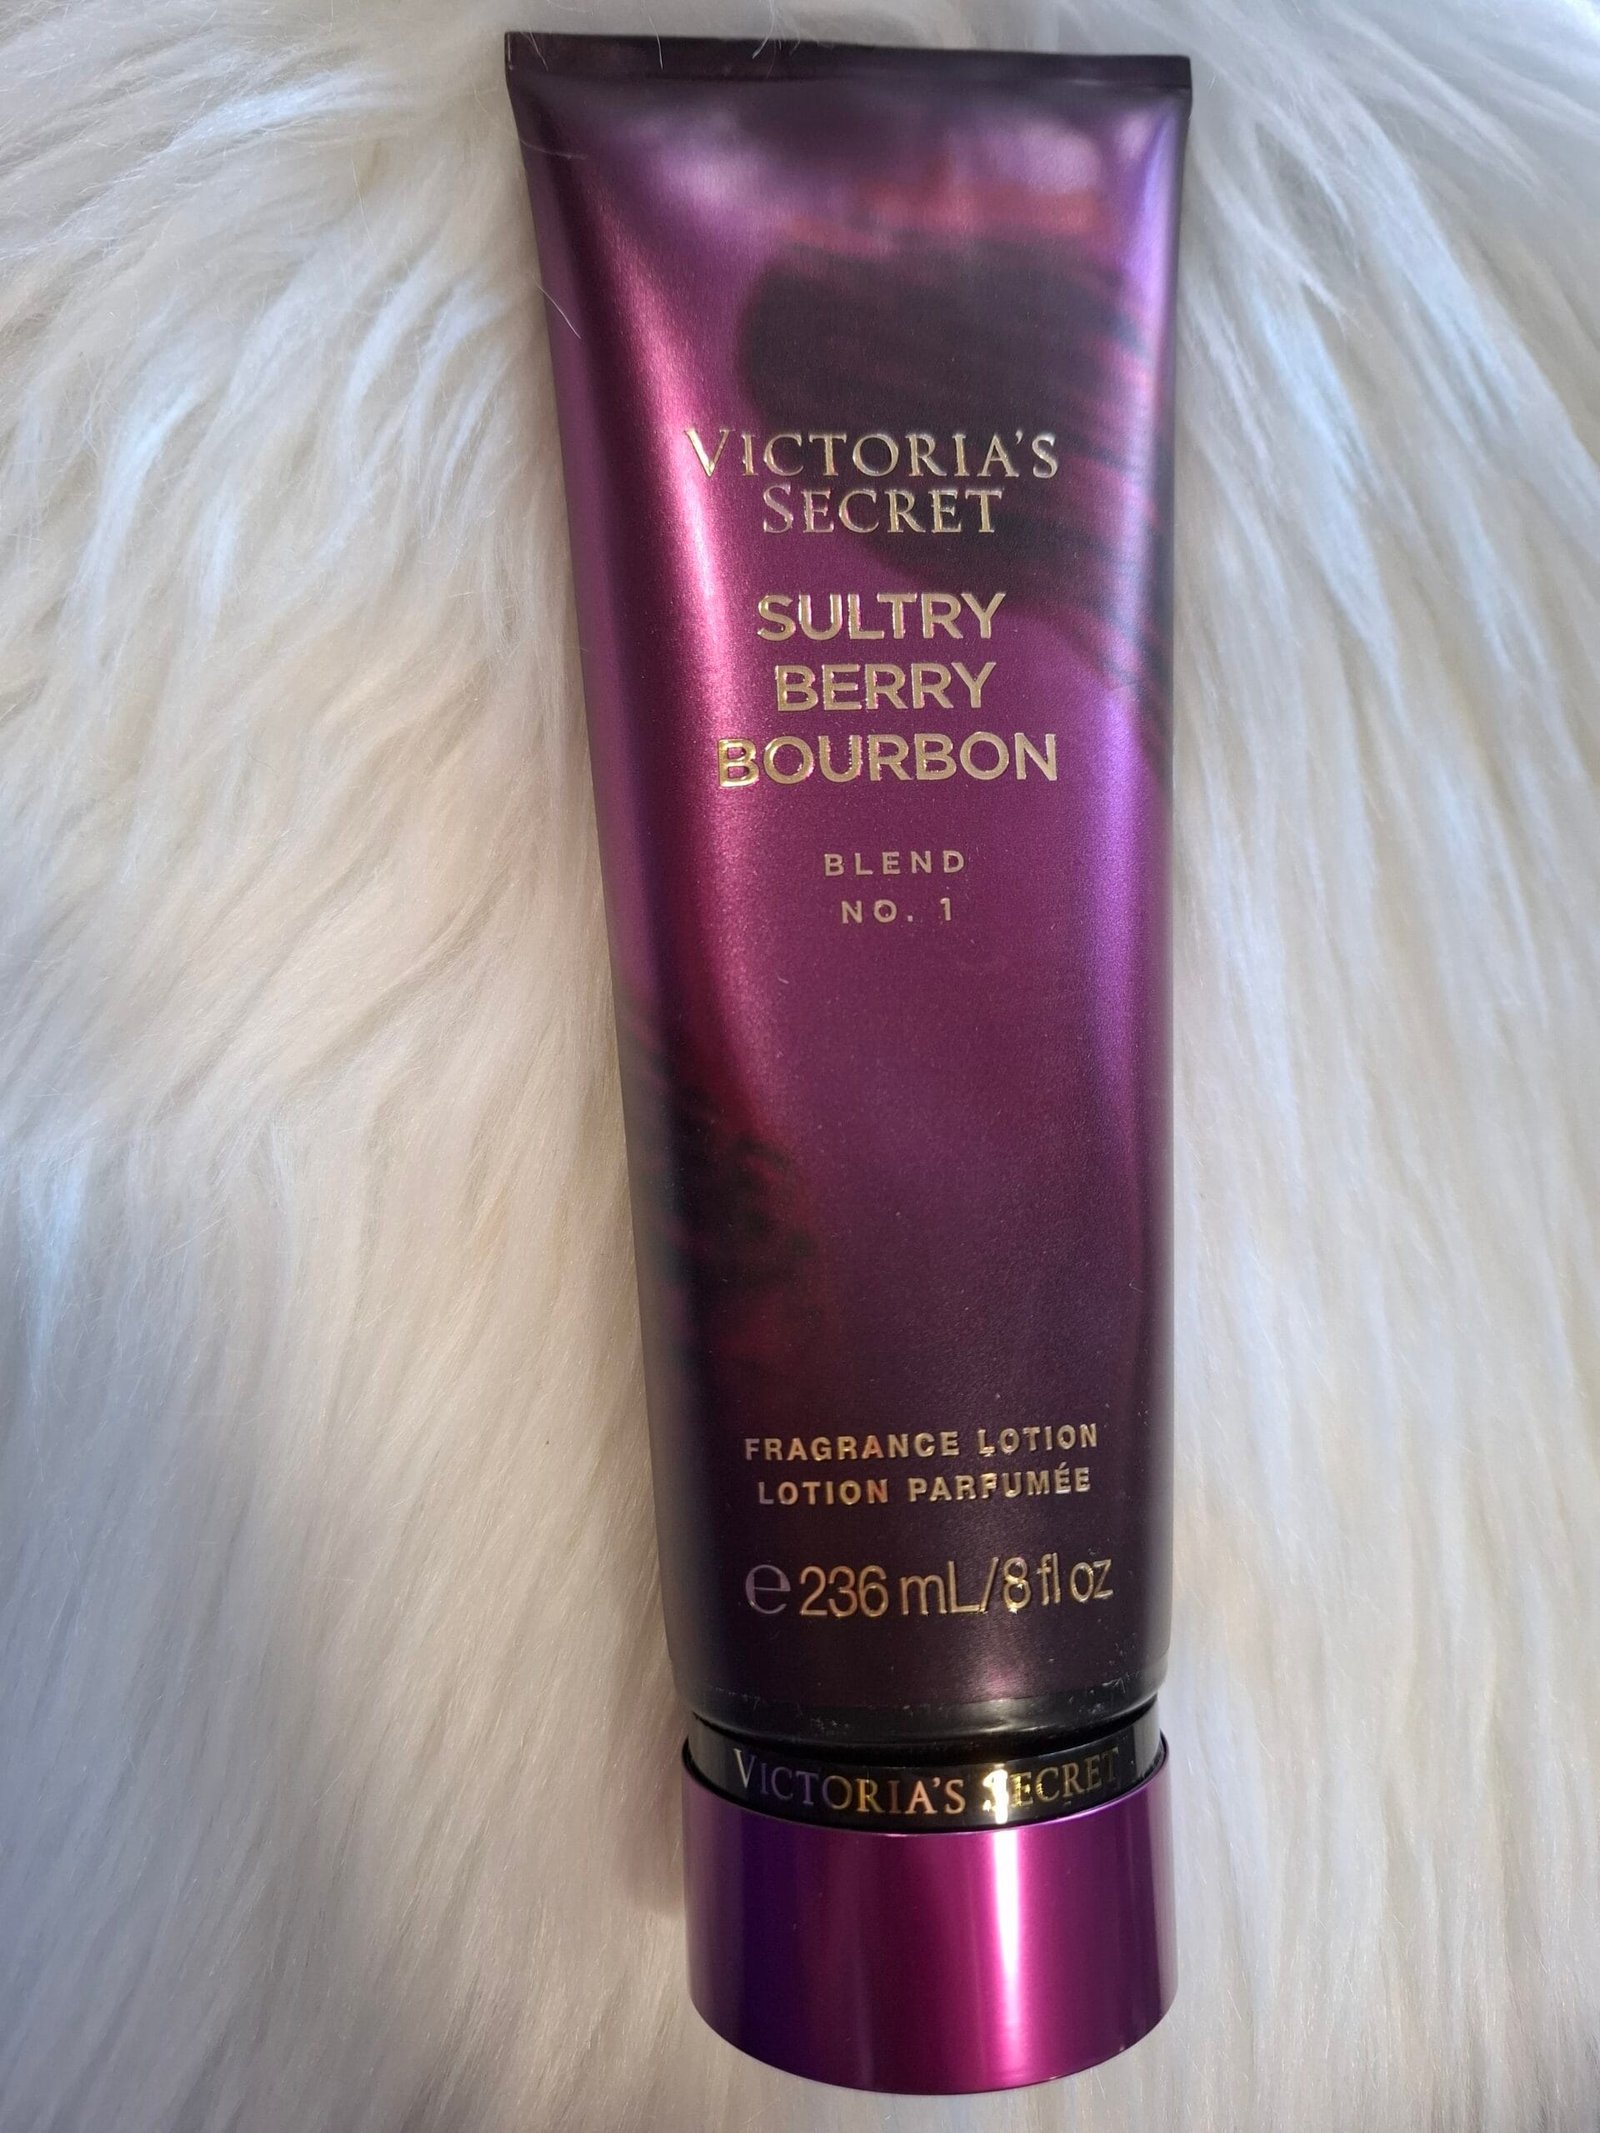 VICTORIA'S
SECRET
SULTRY
BERRY
BOURBON
BLEND
NO. 1
FRAGRANCE LOTION
LOTION PARFUMÉE
℮ 236 mL/8 fl oz
VICTORIA'S SECRET